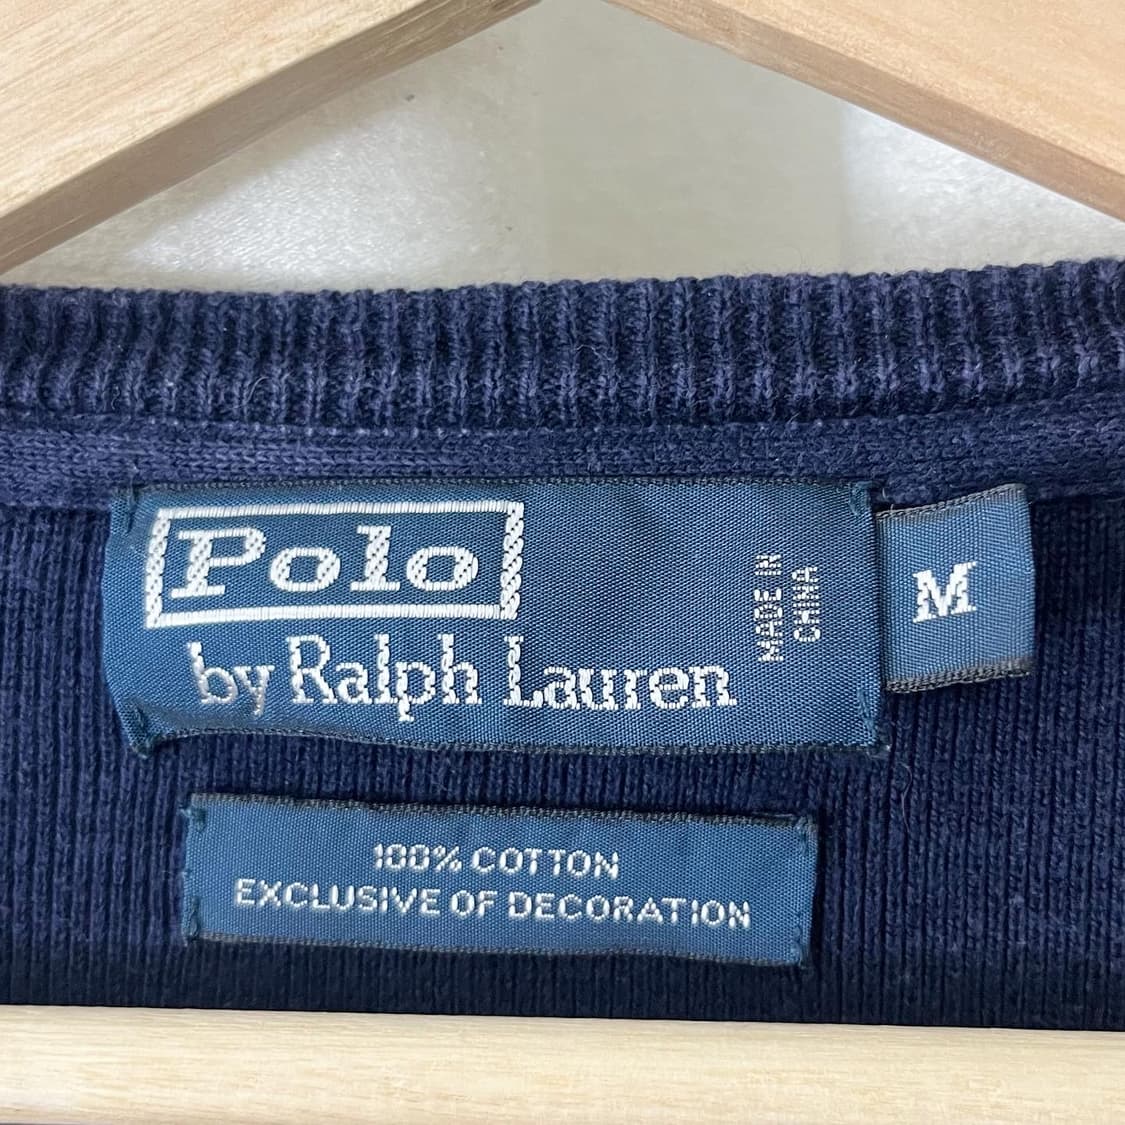 Polo
by Ralph Lauren
MADE IN
CHINA
M
100% COTTON
EXCLUSIVE OF DECORATION